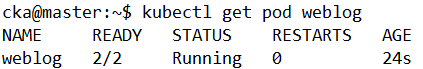 cka@master:~$ kubectl get pod weblog
NAME READY STATUS RESTARTS AGE
weblog 2/2 Running 0 24s